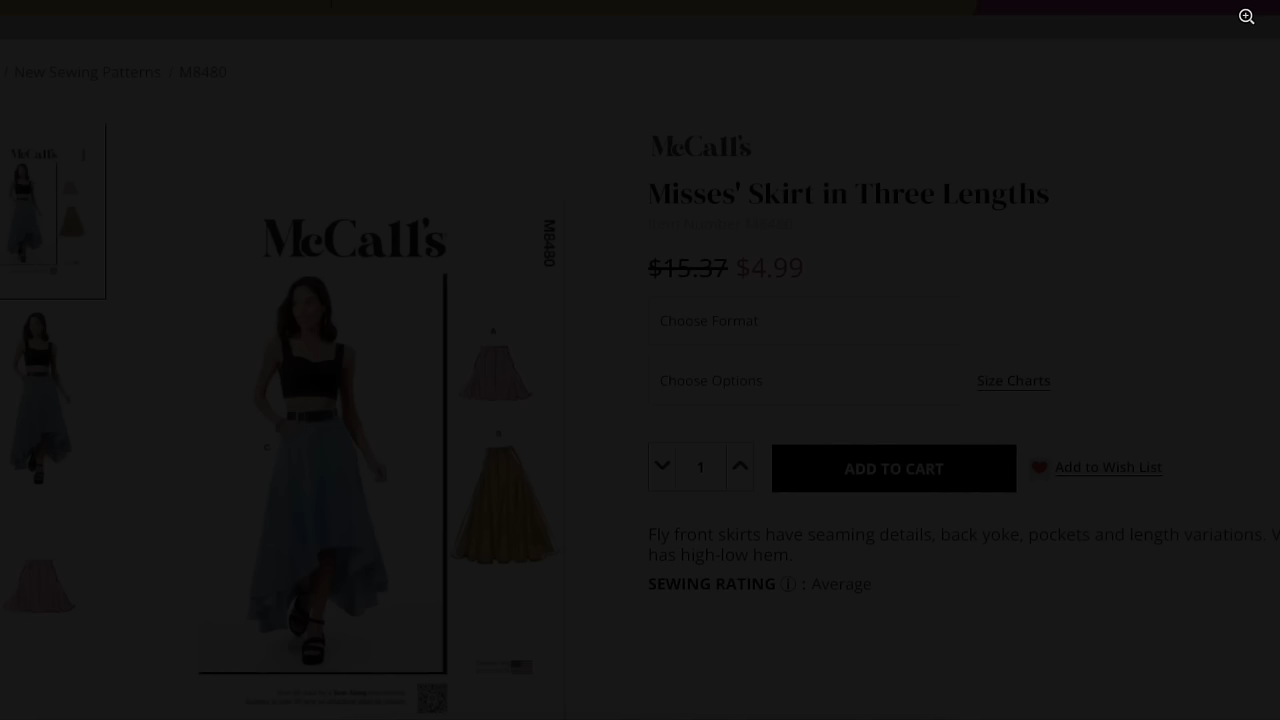 / New Sewing Patterns / M8480
McCall's
McCall's
Misses' Skirt in Three Lengths
$15.37 $4.99
Choose Format
Choose Options
Size Charts
1
ADD TO CART
Add to Wish List
Fly front skirts have seaming details, back yoke, pockets and length variations.
has high-low hem.
SEWING RATING ⓘ : Average
McCall's
M8480
A
B
C